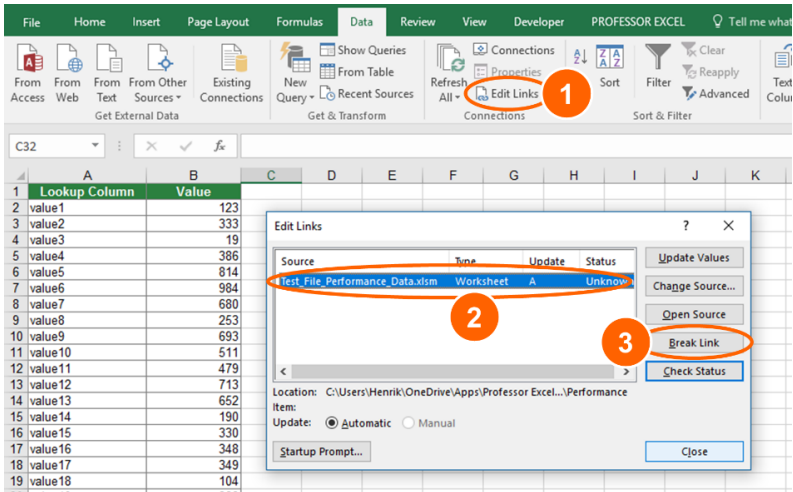 File Home Insert Page Layout Formulas Data Review View Developer PROFESSOR EXCEL Tell me what
From Access
From Web
From Text
From Other Sources
Existing Connections
New Query
Show Queries
From Table
Recent Sources
Refresh All
Connections
Properties
Edit Links
1
Sort
Filter
Clear
Reapply
Advanced
Get External Data Get & Transform Connections Sort & Filter
C32 fx
A B C D E F G H I J K
1 Lookup Column Value
2 value1 123
3 value2 333
4 value3 19
5 value4 386
6 value5 814
7 value6 984
8 value7 680
9 value8 253
10 value9 693
11 value10 511
12 value11 479
13 value12 713
14 value13 652
15 value14 190
16 value15 330
17 value16 348
18 value17 349
19 value18 104
Edit Links ?
Source Type Update Status
Test_File_Performance_Data.xlsm Worksheet A Unknown
2
Update Values
Change Source...
Open Source
3 Break Link
Check Status
Location: C:\Users\Henrik\OneDrive\Apps\Professor Excel...\Performance
Item:
Update: Automatic Manual
Startup Prompt... Close